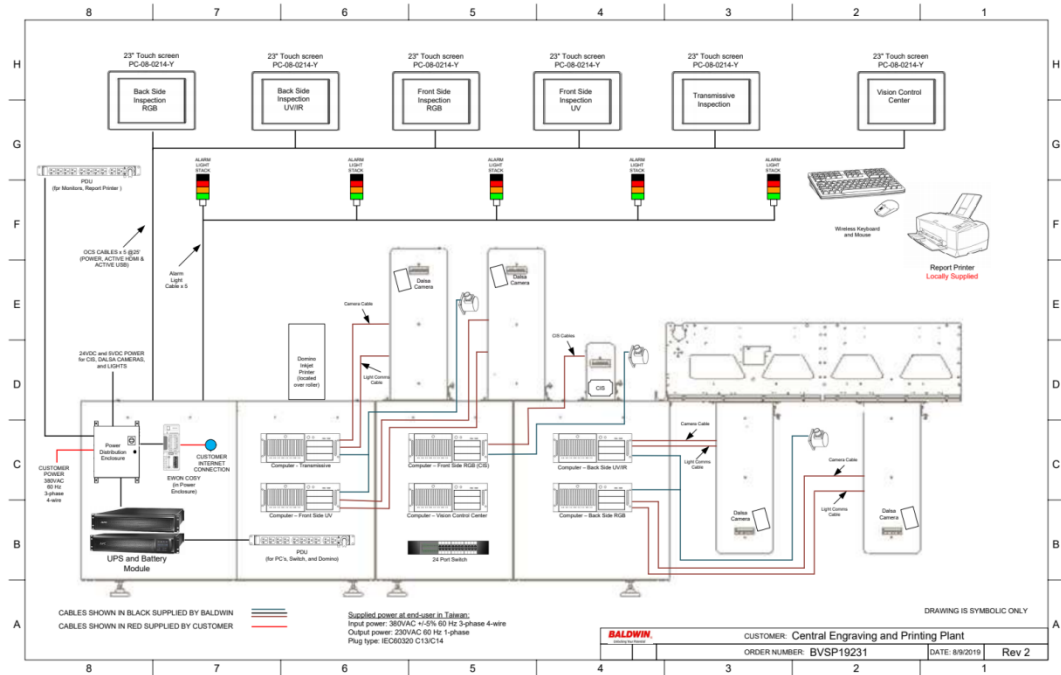 8 7 6 5 4 3 2 1
H
G
F
E
D
C
B
A
23" Touch screen
PC-08-0214-Y
Back Side
Inspection
RGB
23" Touch screen
PC-08-0214-Y
Back Side
Inspection
UV/IR
23" Touch screen
PC-08-0214-Y
Front Side
Inspection
RGB
23" Touch screen
PC-08-0214-Y
Front Side
Inspection
UV
23" Touch screen
PC-08-0214-Y
Transmissive
Inspection
23" Touch screen
PC-08-0214-Y
Vision Control
Center
H
G
F
E
D
C
B
A
PDU
(for Monitors, Report Printer )
ALARM
LIGHT
STACK
ALARM
LIGHT
STACK
ALARM
LIGHT
STACK
ALARM
LIGHT
STACK
ALARM
LIGHT
STACK
Wireless Keyboard
and Mouse
Report Printer
Locally Supplied
OCS CABLES x 5 @25'
(POWER, ACTIVE HDMI &
ACTIVE USB)
Alarm
Light
Cable x 5
Dalsa
Camera
Dalsa
Camera
Camera Cable
Light Comms
Cable
CIS Cables
CIS
24VDC and 5VDC POWER
for CIS, DALSA CAMERAS,
and LIGHTS
Domino
Inkjet
Printer
(located
over roller)
Power
Distribution
Enclosure
CUSTOMER
POWER
380VAC
60 Hz
3-phase
4-wire
EWON COSY
(in Power
Enclosure)
CUSTOMER
INTERNET
CONNECTION
Computer – Transmissive
Computer – Front Side RGB (CIS)
Computer – Back Side UV/IR
Computer – Front Side UV
Computer – Vision Control Center
Computer – Back Side RGB
Camera Cable
Light Comms
Cable
Camera Cable
Light Comms
Cable
Dalsa
Camera
Dalsa
Camera
UPS and Battery
Module
PDU
(for PC's, Switch, and Domino)
24 Port Switch
CABLES SHOWN IN BLACK SUPPLIED BY BALDWIN
CABLES SHOWN IN RED SUPPLIED BY CUSTOMER
Supplied power at end-user in Taiwan:
Input power: 380VAC +/-5% 60 Hz 3-phase 4-wire
Output power: 230VAC 60 Hz 1-phase
Plug type: IEC60320 C13/C14
DRAWING IS SYMBOLIC ONLY
BALDWIN
CUSTOMER: Central Engraving and Printing Plant
ORDER NUMBER: BVSP19231
DATE: 8/9/2019
Rev 2
8 7 6 5 4 3 2 1